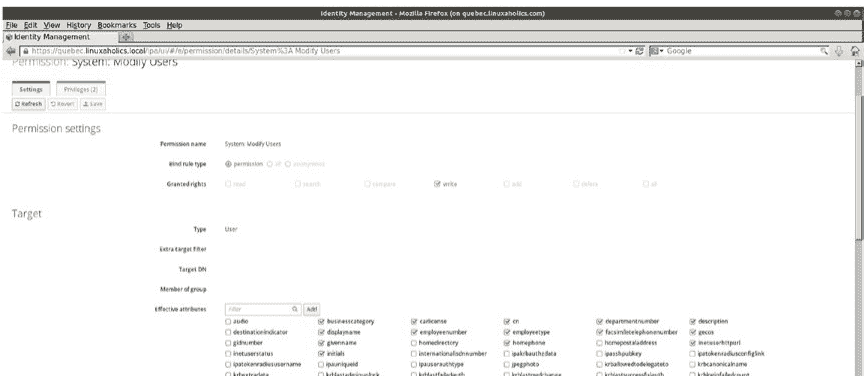 Identity Management - Mozilla Firefox (on quebec.linuxaholics.com)
File Edit View History Bookmarks Tools Help
Identity Management
https://quebec.linuxaholics.local/ipa/ui/#/e/permission/details/System%3A Modify Users
Google
Permission: System: Modify Users
Settings Privileges (2)
Refresh Revert Save
Permission settings
Permission name System: Modify Users
Bind rule type permission all anonymous
Granted rights read search compare write add delete all
Target
Type User
Extra target filter
Target DN
Member of group
Effective attributes Filter Add
audio businesscategory carlicense cn departmentnumber description
destinationindicator displayname employeenumber employeetype facsimiletelephonenumber gecos
gidnumber givenname homedirectory homephone homepostaladdress inetuserhttpurl
inetuserstatus initials internationalisdnnumber ipakrbauthzdata ipasshpubkey ipatokenradiusconfiglink
ipatokenradiususername ipauniqueid ipauserauthtype jpegphoto krballowedtodelegateto krbcanonicalname